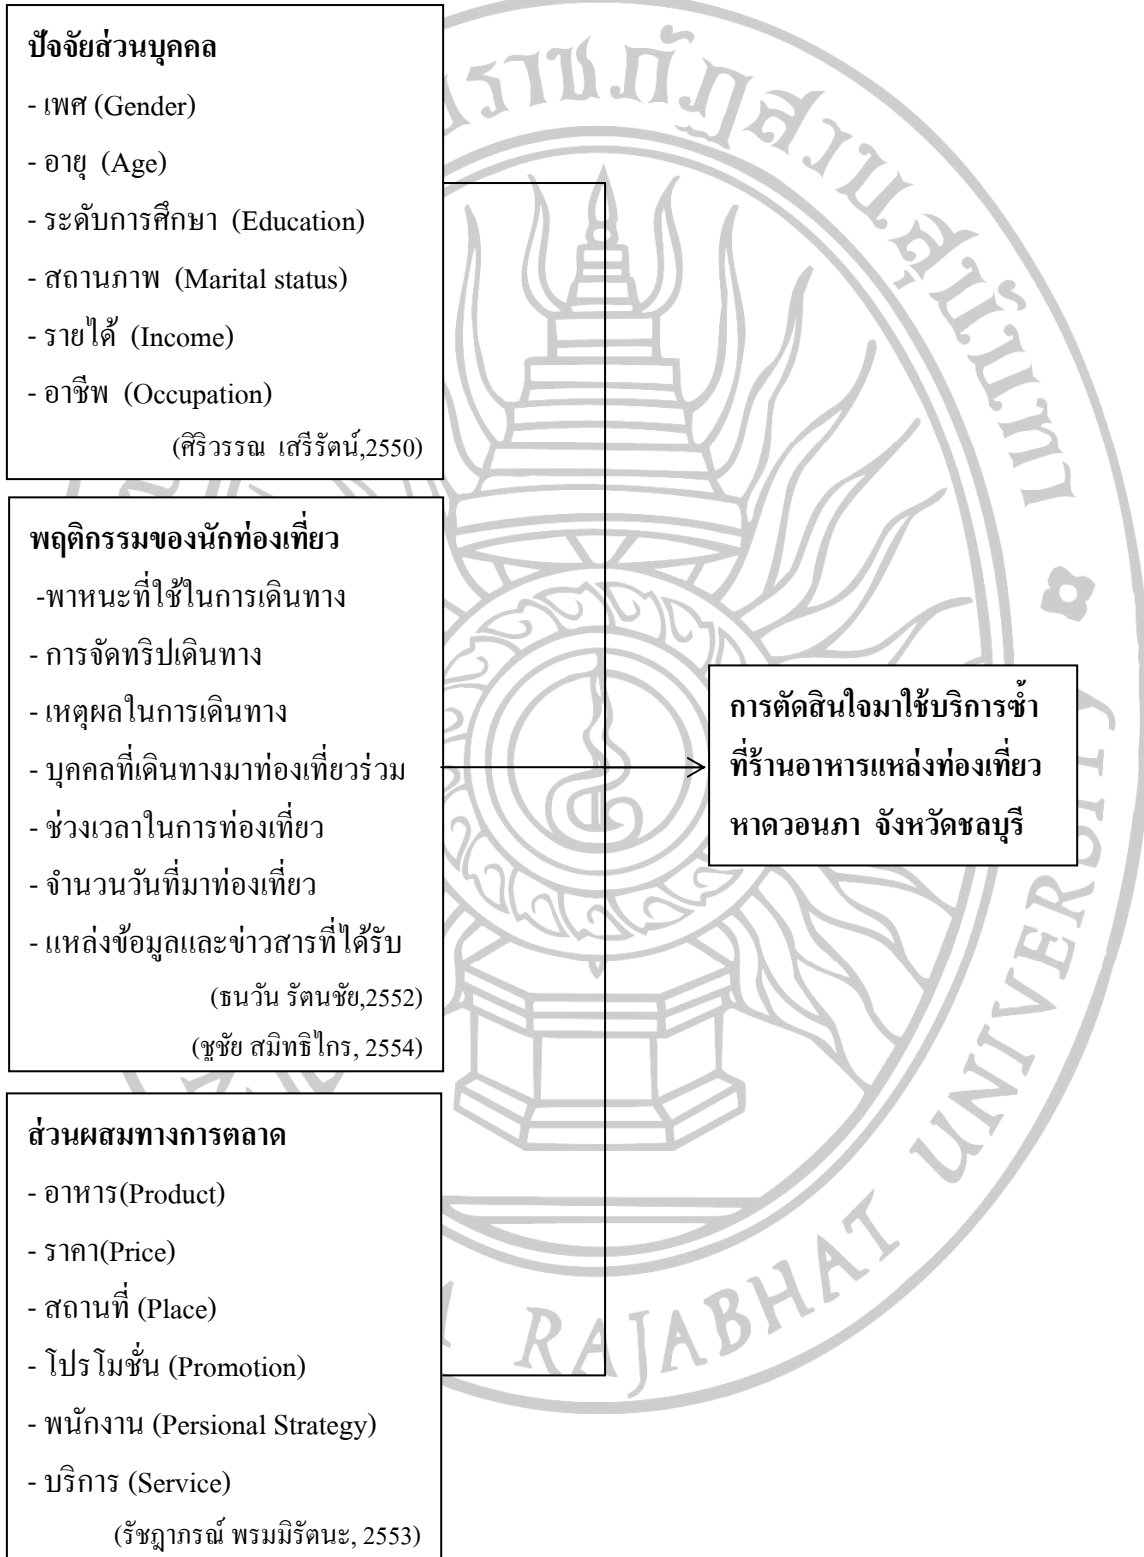 ปัจจัยส่วนบุคคล
- เพศ (Gender)
- อายุ (Age)
- ระดับการศึกษา (Education)
- สถานภาพ (Marital status)
- รายได้ (Income)
- อาชีพ (Occupation)
(ศิริวรรณ เสรีรัตน์,2550)
พฤติกรรมของนักท่องเที่ยว
-พาหนะที่ใช้ในการเดินทาง
- การจัดทริปเดินทาง
- เหตุผลในการเดินทาง
- บุคคลที่เดินทางมาท่องเที่ยวร่วม
- ช่วงเวลาในการท่องเที่ยว
- จำนวนวันที่มาท่องเที่ยว
- แหล่งข้อมูลและข่าวสารที่ได้รับ
(ธนวัน รัตนชัย,2552)
(ชูชัย สมิทธิไกร, 2554)
ส่วนผสมทางการตลาด
- อาหาร(Product)
- ราคา(Price)
- สถานที่ (Place)
- โปรโมชั่น (Promotion)
- พนักงาน (Persional Strategy)
- บริการ (Service)
(รัชฎาภรณ์ พรมมิรัตนะ, 2553)
การตัดสินใจมาใช้บริการซ้ำ
ที่ร้านอาหารแหล่งท่องเที่ยว
หาดวอนภา จังหวัดชลบุรี
ราชภัฏสวนสุนันทา
RAJABHAT UNIVERSITY